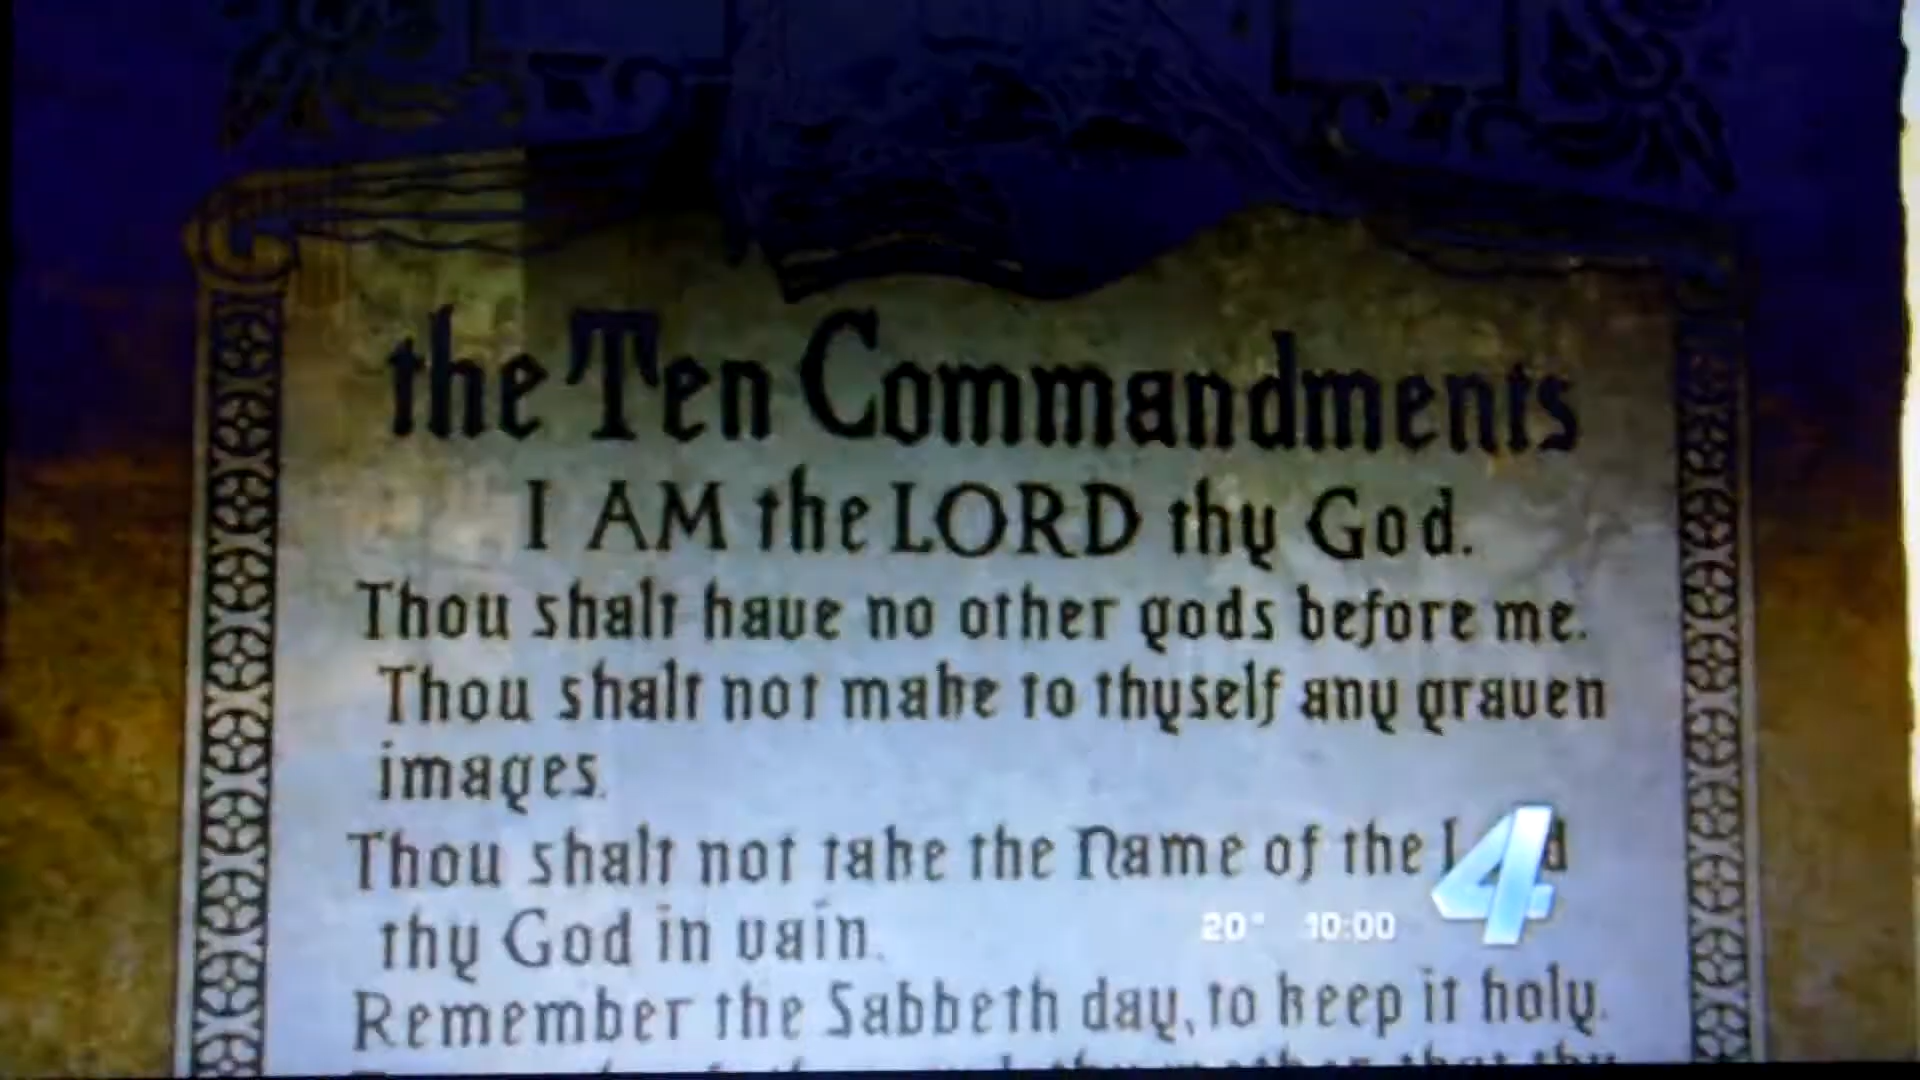 the Ten Commandments
I AM the LORD thy God.
Thou shalt have no other gods before me.
Thou shalt not make to thyself any graven
images.
Thou shalt not take the Name of the Lord
thy God in vain.
20° 10:00
4
Remember the Sabbeth day, to keep it holy.